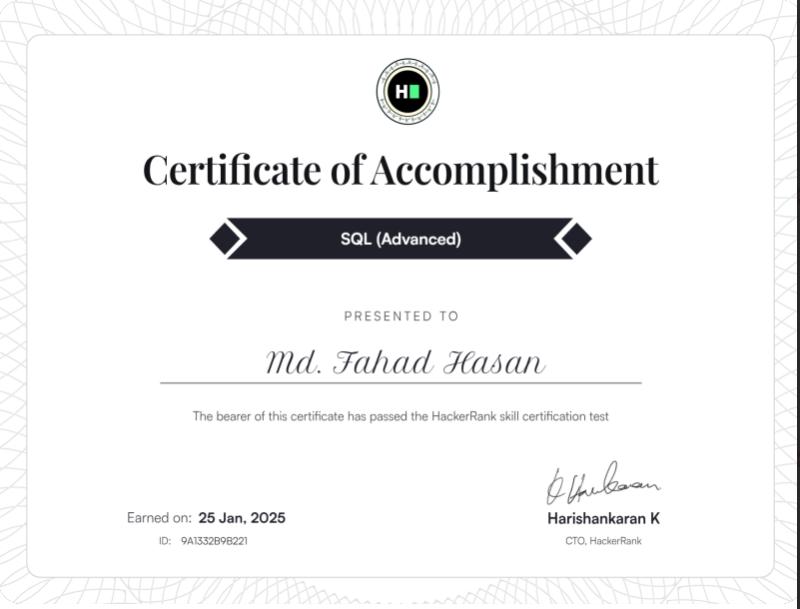 H
Certificate of Accomplishment
SQL (Advanced)
PRESENTED TO
Md. Fahad Hasan
The bearer of this certificate has passed the HackerRank skill certification test
Earned on: 25 Jan, 2025
ID: 9A1332B9B221
Harishankaran K
CTO, HackerRank